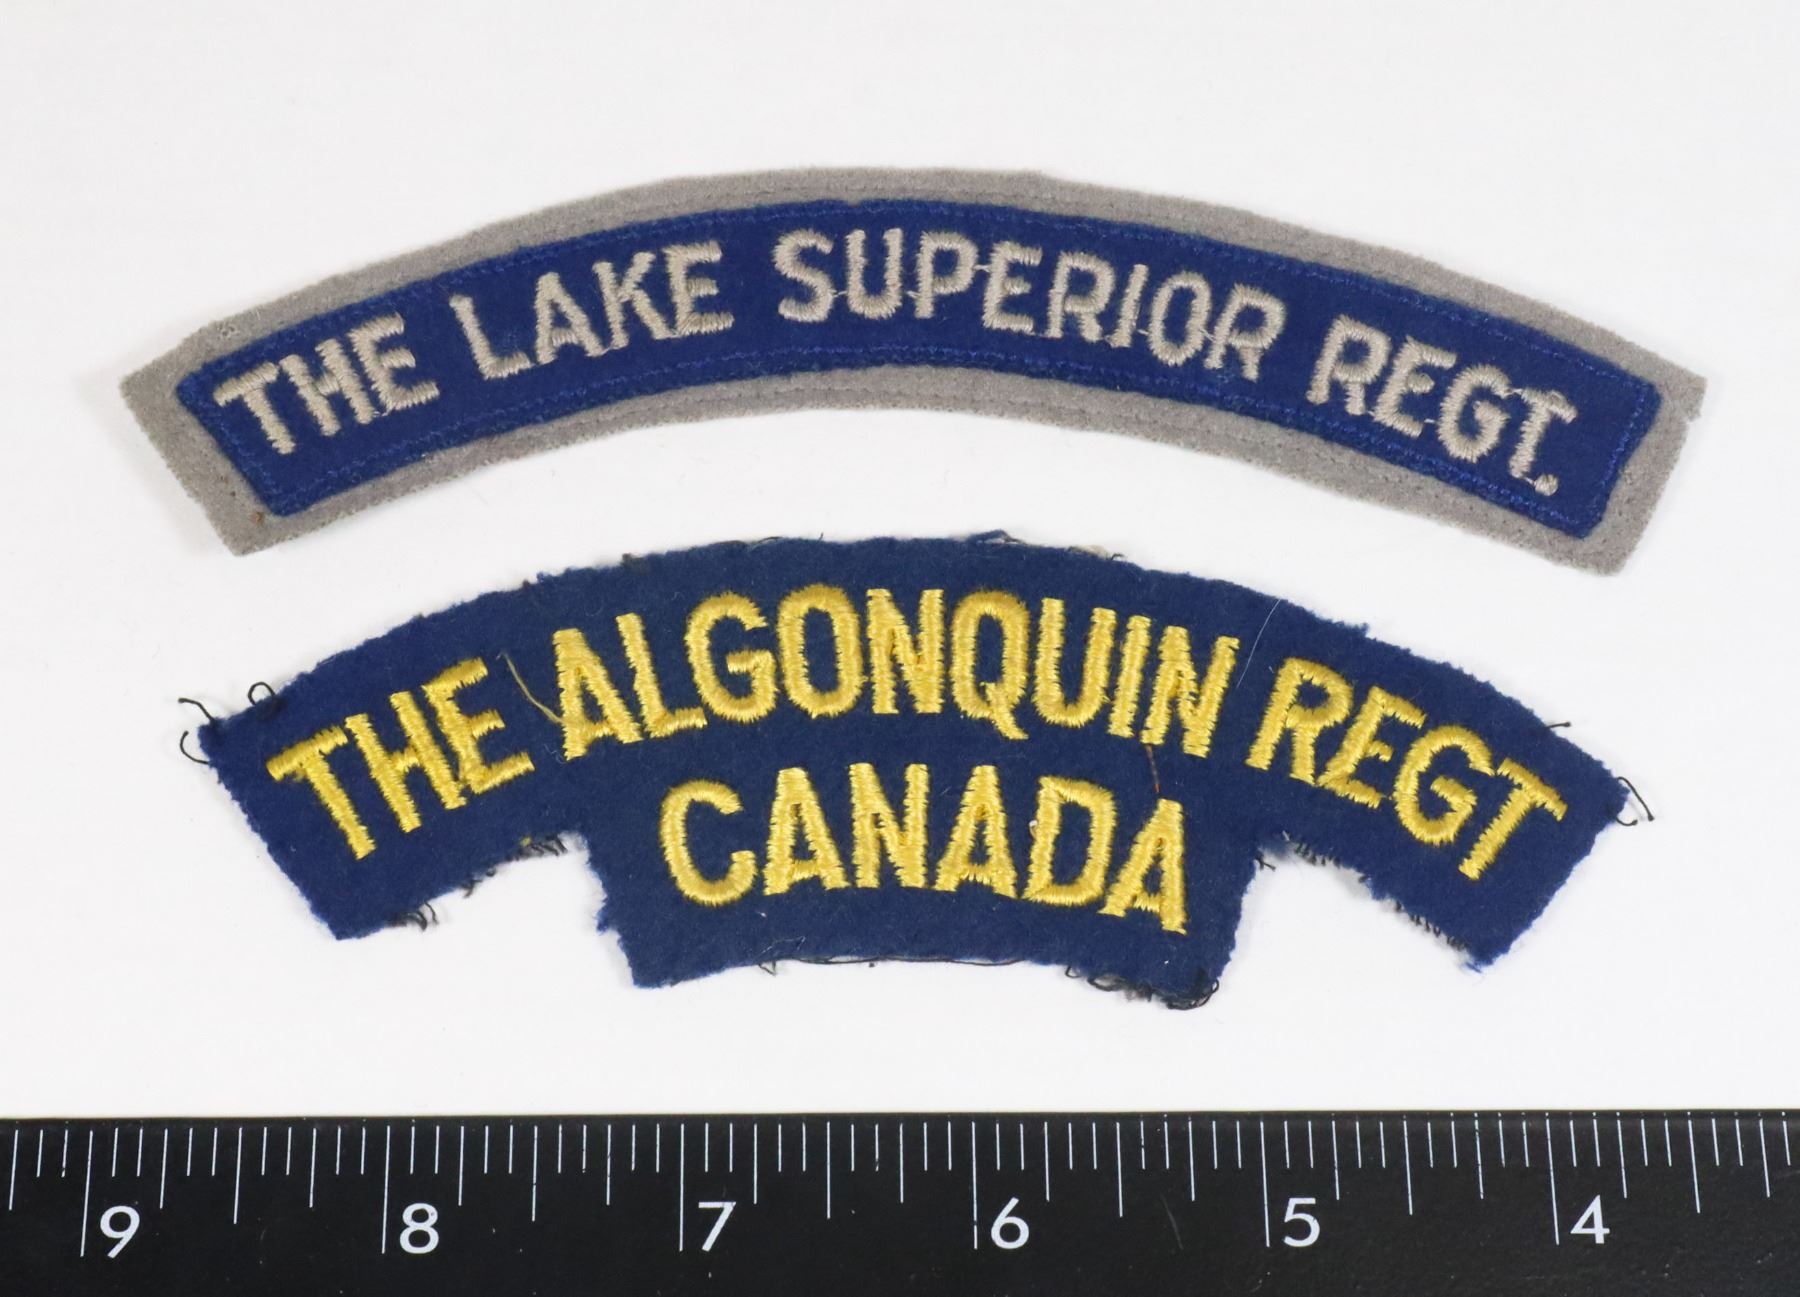 THE LAKE SUPERIOR REGT.
THE ALGONQUIN REGT
CANADA
9 8 7 6 5 4